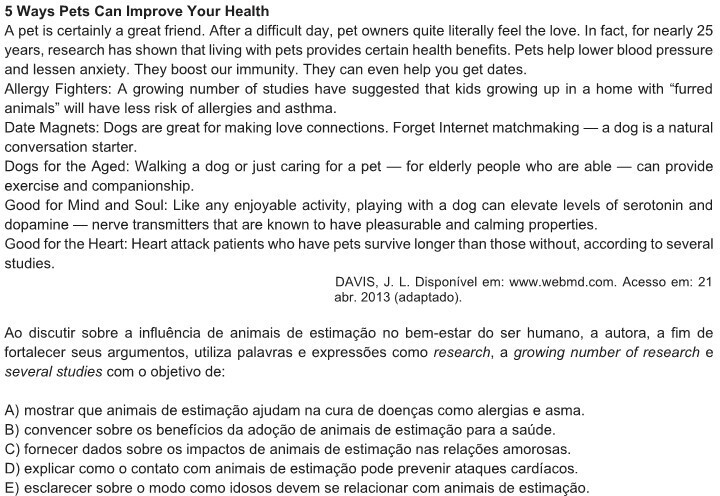 5 Ways Pets Can Improve Your Health
A pet is certainly a great friend. After a difficult day, pet owners quite literally feel the love. In fact, for nearly 25
years, research has shown that living with pets provides certain health benefits. Pets help lower blood pressure
and lessen anxiety. They boost our immunity. They can even help you get dates.
Allergy Fighters: A growing number of studies have suggested that kids growing up in a home with “furred
animals” will have less risk of allergies and asthma.
Date Magnets: Dogs are great for making love connections. Forget Internet matchmaking — a dog is a natural
conversation starter.
Dogs for the Aged: Walking a dog or just caring for a pet — for elderly people who are able — can provide
exercise and companionship.
Good for Mind and Soul: Like any enjoyable activity, playing with a dog can elevate levels of serotonin and
dopamine — nerve transmitters that are known to have pleasurable and calming properties.
Good for the Heart: Heart attack patients who have pets survive longer than those without, according to several
studies.
DAVIS, J. L. Disponível em: www.webmd.com. Acesso em: 21
abr. 2013 (adaptado).
Ao discutir sobre a influência de animais de estimação no bem-estar do ser humano, a autora, a fim de
fortalecer seus argumentos, utiliza palavras e expressões como research, a growing number of research e
several studies com o objetivo de:
A) mostrar que animais de estimação ajudam na cura de doenças como alergias e asma.
B) convencer sobre os benefícios da adoção de animais de estimação para a saúde.
C) fornecer dados sobre os impactos de animais de estimação nas relações amorosas.
D) explicar como o contato com animais de estimação pode prevenir ataques cardíacos.
E) esclarecer sobre o modo como idosos devem se relacionar com animais de estimação.